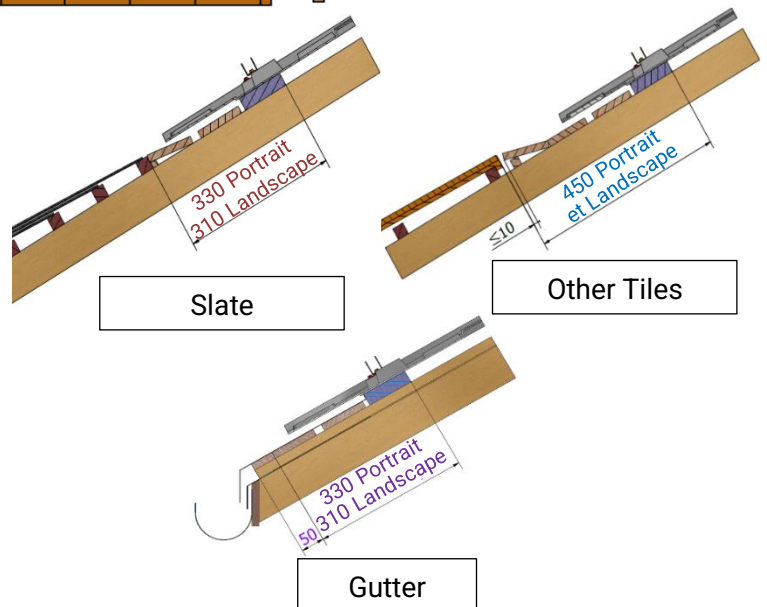 330 Portrait
310 Landscape
Slate
450 Portrait
et Landscape
≤10
Other Tiles
330 Portrait
310 Landscape
50
Gutter